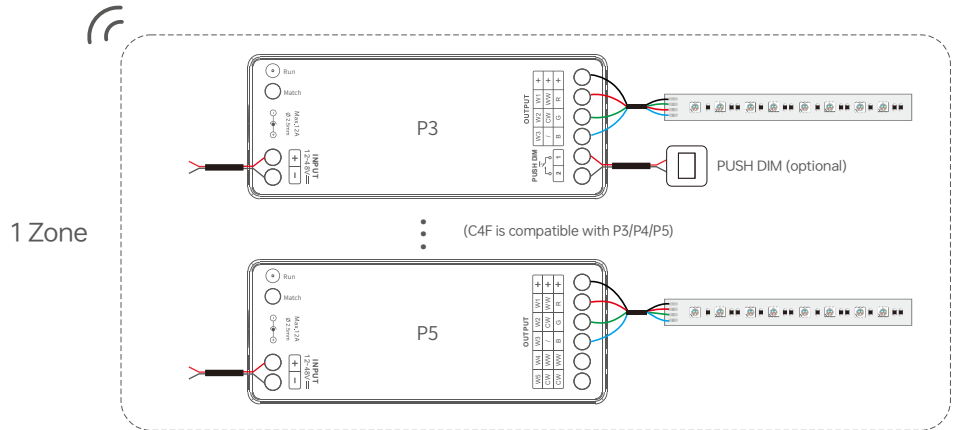 1 Zone
Run
Match
Max.12A
Ø 2.5mm
+
−
INPUT
12~48V
P3
OUTPUT
+ + +
W1 WW R
W2 CW G
W3 / B
PUSH DIM
1
2
PUSH DIM (optional)
(C4F is compatible with P3/P4/P5)
Run
Match
Max.12A
Ø 2.5mm
+
−
INPUT
12~48V
P5
OUTPUT
+ + +
W1 WW R
W2 CW G
W3 / B
W4 WW WW
W5 CW CW